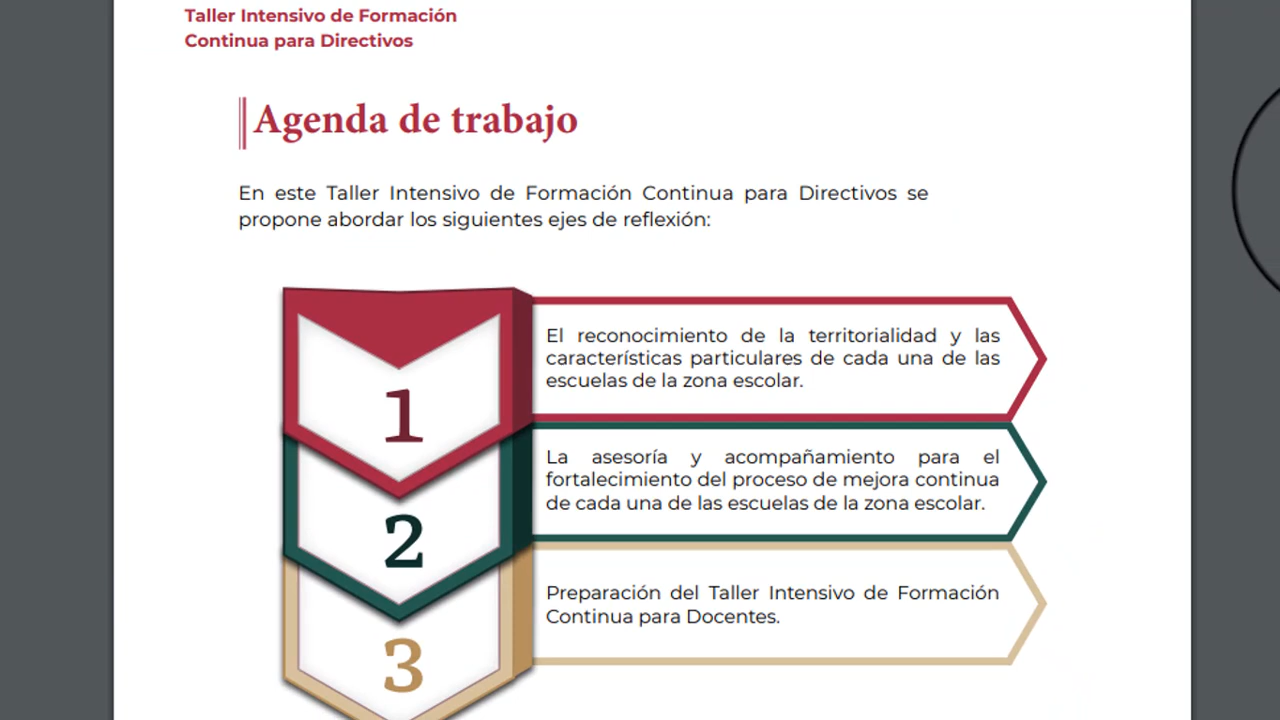 Taller Intensivo de Formación
Continua para Directivos
Agenda de trabajo
En este Taller Intensivo de Formación Continua para Directivos se
propone abordar los siguientes ejes de reflexión:
1
El reconocimiento de la territorialidad y las
características particulares de cada una de las
escuelas de la zona escolar.
2
La asesoría y acompañamiento para el
fortalecimiento del proceso de mejora continua
de cada una de las escuelas de la zona escolar.
3
Preparación del Taller Intensivo de Formación
Continua para Docentes.